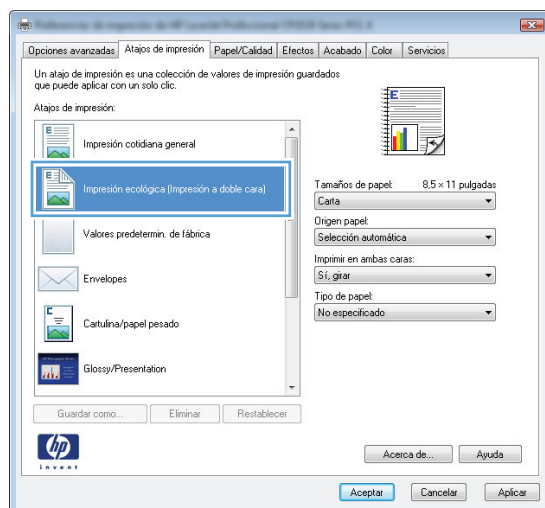 Opciones avanzadas Atajos de impresión Papel/Calidad Efectos Acabado Color Servicios
Un atajo de impresión es una colección de valores de impresión guardados
que puede aplicar con un solo clic.
Atajos de impresión:
E
Impresión cotidiana general
E
Impresión ecológica (Impresión a doble cara)
Valores predetermin. de fábrica
Envelopes
E
Cartulina/papel pesado
Glossy/Presentation
Guardar como... Eliminar Restablecer
E
Tamaños de papel: 8,5 × 11 pulgadas
Carta
Origen papel:
Selección automática
Imprimir en ambas caras:
Sí, girar
Tipo de papel:
No especificado
hp
invent
Acerca de... Ayuda
Aceptar Cancelar Aplicar